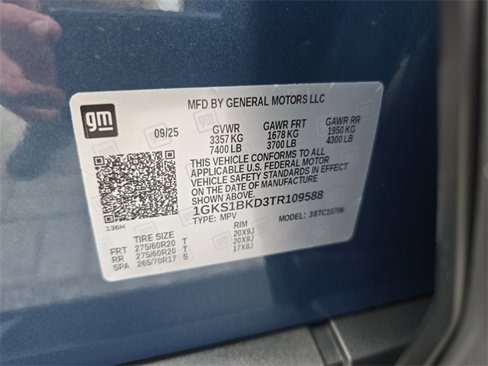 MFD BY GENERAL MOTORS LLC
gm
09/25
GVWR GAWR FRT GAWR RR
3357 KG 1678 KG 1950 KG
7400 LB 3700 LB 4300 LB
THIS VEHICLE CONFORMS TO ALL
APPLICABLE U.S. FEDERAL MOTOR
VEHICLE SAFETY STANDARDS IN EFFECT
ON THE DATE OF MANUFACTURE
SHOWN ABOVE.
1GKS1BKD3TR109588
TYPE: MPV MODEL: 3BTC10706
136H
TIRE SIZE RIM
FRT 275/60R20 T 20X9J
RR 275/60R20 T 20X9J
SPA 265/70R17 S 17X8J